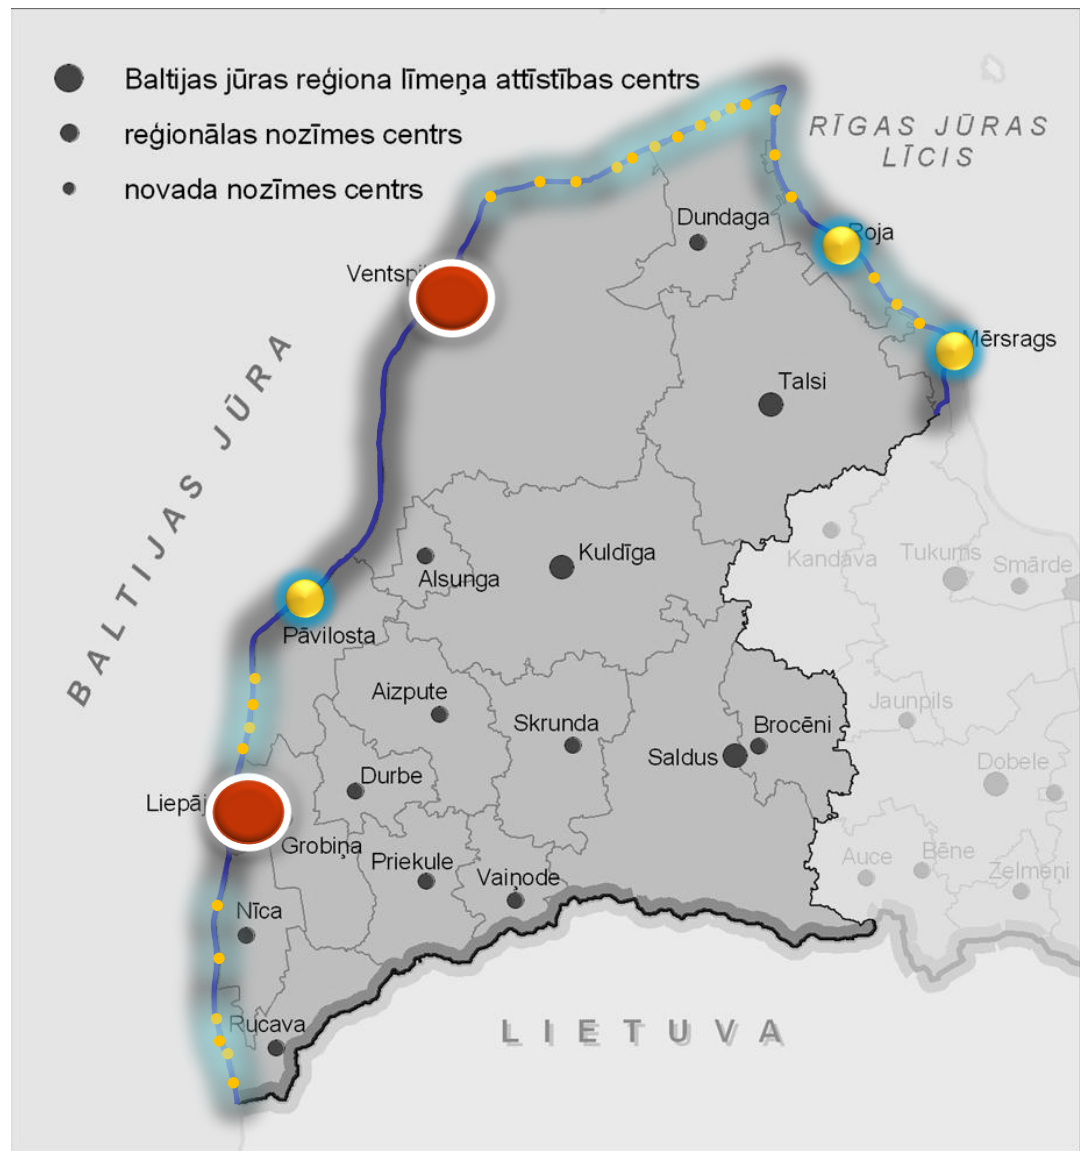 Baltijas jūras reģiona līmeņa attīstības centrs
reģionālas nozīmes centrs
novada nozīmes centrs
RĪGAS JŪRAS
LĪCIS
Dundaga
Roja
Ventspi
Mērsrags
BALTIJAS JŪRA
Talsi
Kuldīga
Alsunga
Kandava
Tukums
Smārde
Pāvilosta
Aizpute
Skrunda
Brocēni
Jaunpils
Saldus
Durbe
Dobele
Liepāj
Grobiņa
Priekule
Vaiņode
Auce
Bēne
Zelmeņi
Nīca
Rucava
LIETUVA